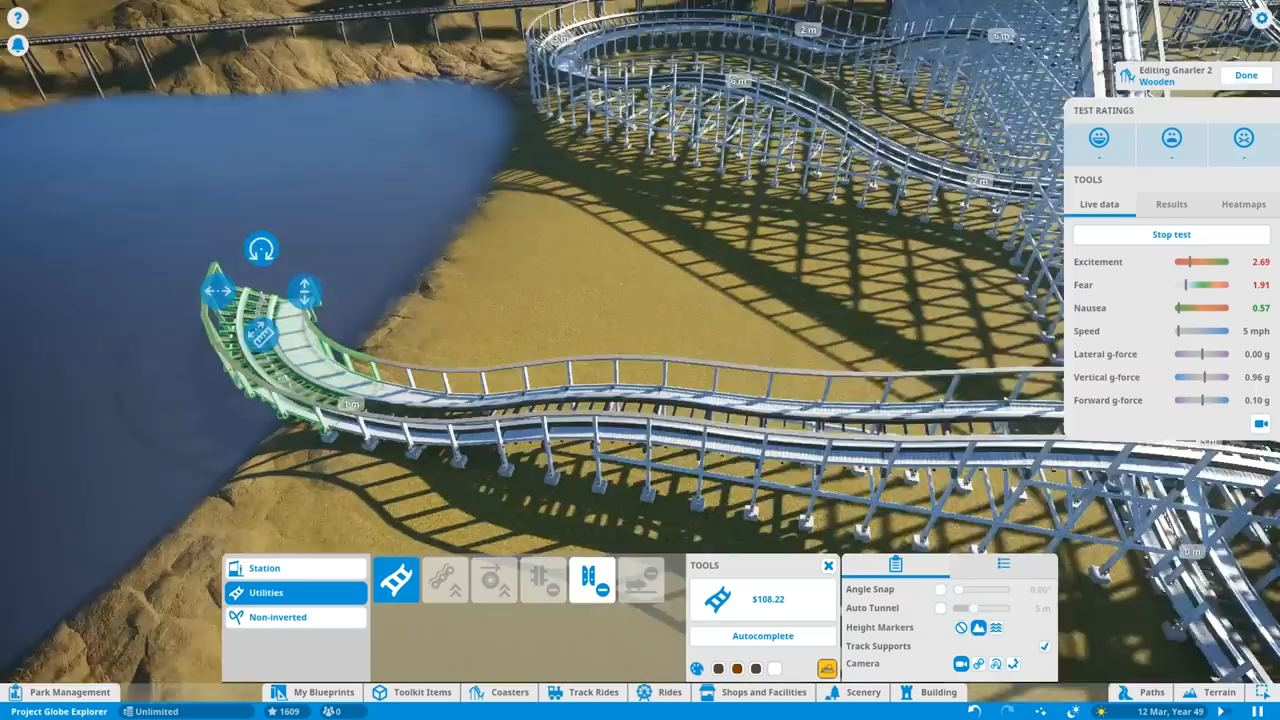 ?
2 m
6 m
6 m
Editing Gnarler 2
Wooden
Done
TEST RATINGS
- - -
TOOLS
Live data Results Heatmaps
Stop test
Excitement 2.69
Fear 1.91
Nausea 0.57
Speed 5 mph
Lateral g-force 0.00 g
Vertical g-force 0.96 g
Forward g-force 0.10 g
0 m
Station
Utilities
Non-inverted
TOOLS
$108.22
Autocomplete
Angle Snap 0.00°
Auto Tunnel 5 m
Height Markers
Track Supports
Camera
Park Management My Blueprints Toolkit Items Coasters Track Rides Rides Shops and Facilities Scenery Building Paths Terrain
Project Globe Explorer Unlimited 1609 0 12 Mar, Year 49